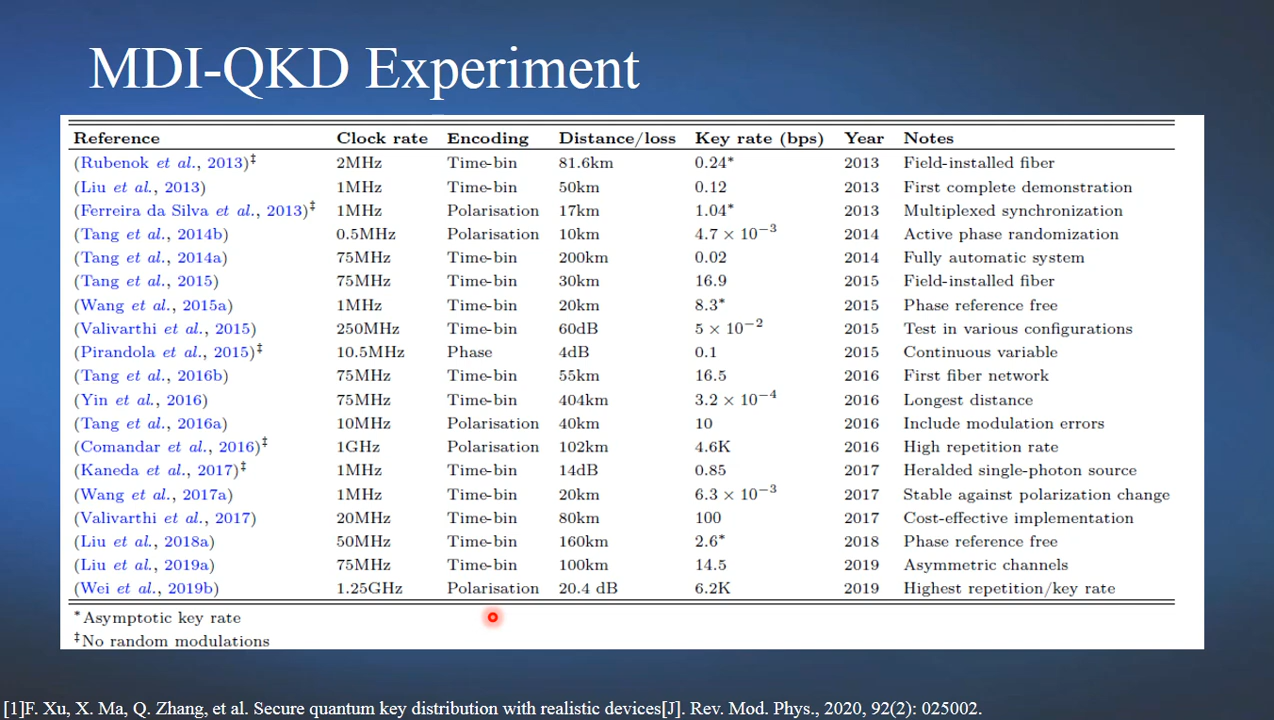 MDI-QKD Experiment
Reference Clock rate Encoding Distance/loss Key rate (bps) Year Notes
(Rubenok et al., 2013)‡ 2MHz Time-bin 81.6km 0.24* 2013 Field-installed fiber
(Liu et al., 2013) 1MHz Time-bin 50km 0.12 2013 First complete demonstration
(Ferreira da Silva et al., 2013)‡ 1MHz Polarisation 17km 1.04* 2013 Multiplexed synchronization
(Tang et al., 2014b) 0.5MHz Polarisation 10km 4.7 × 10⁻³ 2014 Active phase randomization
(Tang et al., 2014a) 75MHz Time-bin 200km 0.02 2014 Fully automatic system
(Tang et al., 2015) 75MHz Time-bin 30km 16.9 2015 Field-installed fiber
(Wang et al., 2015a) 1MHz Time-bin 20km 8.3* 2015 Phase reference free
(Valivarthi et al., 2015) 250MHz Time-bin 60dB 5 × 10⁻² 2015 Test in various configurations
(Pirandola et al., 2015)‡ 10.5MHz Phase 4dB 0.1 2015 Continuous variable
(Tang et al., 2016b) 75MHz Time-bin 55km 16.5 2016 First fiber network
(Yin et al., 2016) 75MHz Time-bin 404km 3.2 × 10⁻⁴ 2016 Longest distance
(Tang et al., 2016a) 10MHz Polarisation 40km 10 2016 Include modulation errors
(Comandar et al., 2016)‡ 1GHz Polarisation 102km 4.6K 2016 High repetition rate
(Kaneda et al., 2017)‡ 1MHz Time-bin 14dB 0.85 2017 Heralded single-photon source
(Wang et al., 2017a) 1MHz Time-bin 20km 6.3 × 10⁻³ 2017 Stable against polarization change
(Valivarthi et al., 2017) 20MHz Time-bin 80km 100 2017 Cost-effective implementation
(Liu et al., 2018a) 50MHz Time-bin 160km 2.6* 2018 Phase reference free
(Liu et al., 2019a) 75MHz Time-bin 100km 14.5 2019 Asymmetric channels
(Wei et al., 2019b) 1.25GHz Polarisation 20.4 dB 6.2K 2019 Highest repetition/key rate
*Asymptotic key rate
‡No random modulations
[1]F. Xu, X. Ma, Q. Zhang, et al. Secure quantum key distribution with realistic devices[J]. Rev. Mod. Phys., 2020, 92(2): 025002.